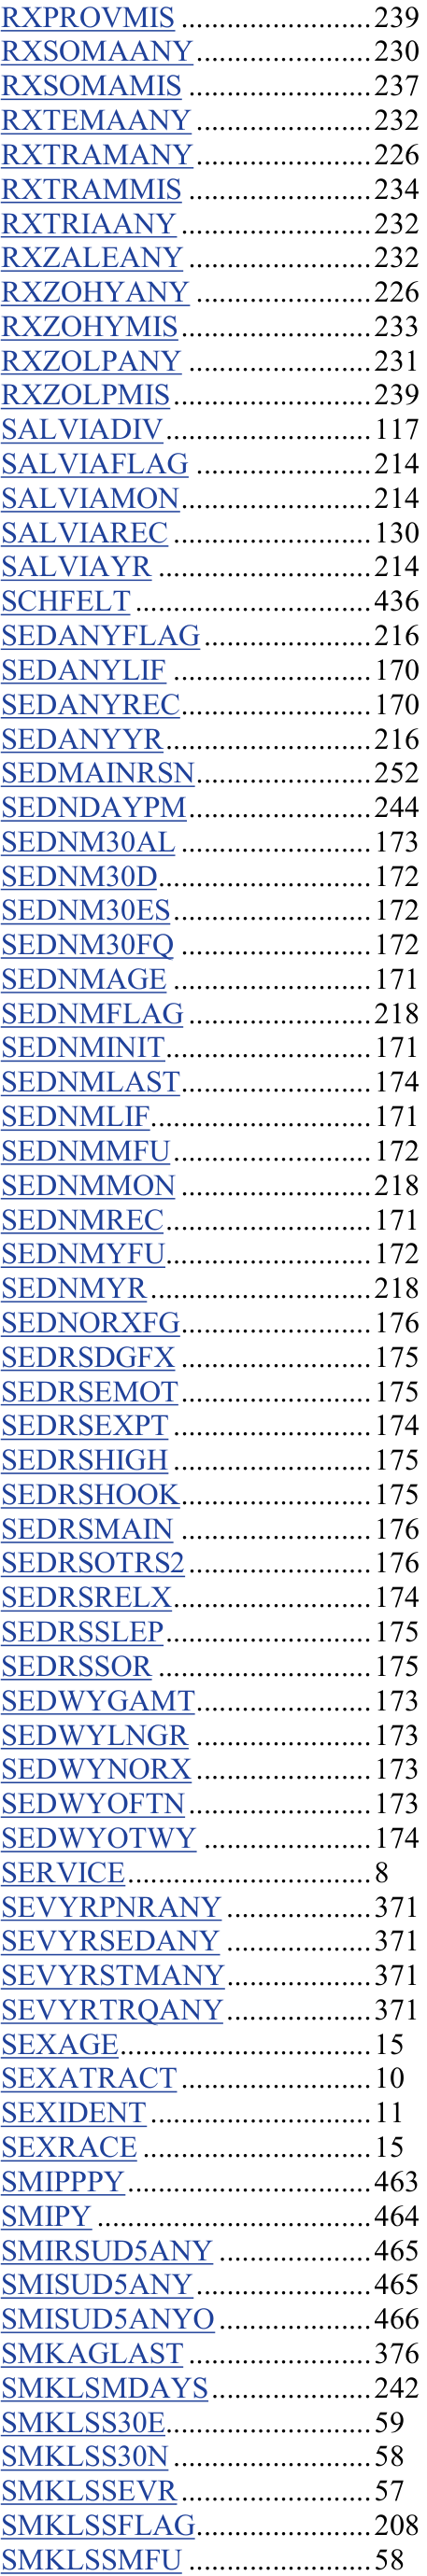 RXPROVMIS ........................ 239
RXSOMAANY ...................... 230
RXSOMAMIS ....................... 237
RXTEMAANY ...................... 232
RXTRAMANY ...................... 226
RXTRAMMIS ....................... 234
RXTRIAANY ........................ 232
RXZALEANY ....................... 232
RXZOHYANY ...................... 226
RXZOHYMIS ........................ 233
RXZOLPANY ....................... 231
RXZOLPMIS ......................... 239
SALVIADIV .......................... 117
SALVIAFLAG ...................... 214
SALVIAMON ........................ 214
SALVIAREC ......................... 130
SALVIAYR ........................... 214
SCHFELT .............................. 436
SEDANYFLAG ..................... 216
SEDANYLIF ......................... 170
SEDANYREC ........................ 170
SEDANYYR .......................... 216
SEDMAINRSN ...................... 252
SEDNDAYPM ....................... 244
SEDNM30AL ........................ 173
SEDNM30D ........................... 172
SEDNM30ES ......................... 172
SEDNM30FQ ........................ 172
SEDNMAGE ......................... 171
SEDNMFLAG ....................... 218
SEDNMINIT .......................... 171
SEDNMLAST ........................ 174
SEDNMLIF ............................ 171
SEDNMMFU ......................... 172
SEDNMMON ........................ 218
SEDNMREC .......................... 171
SEDNMYFU .......................... 172
SEDNMYR ............................ 218
SEDNORXFG ........................ 176
SEDRSDGFX ........................ 175
SEDRSEMOT ........................ 175
SEDRSEXPT ......................... 174
SEDRSHIGH ......................... 175
SEDRSHOOK ........................ 175
SEDRSMAIN ........................ 176
SEDRSOTRS2 ....................... 176
SEDRSRELX ......................... 174
SEDRSSLEP .......................... 175
SEDRSSOR ........................... 175
SEDWYGAMT ...................... 173
SEDWYLNGR ...................... 173
SEDWYNORX ....................... 173
SEDWYOFTN ....................... 173
SEDWYOTWY ..................... 174
SERVICE ............................... 8
SEVYRPNRANY ................... 371
SEVYRSEDANY .................. 371
SEVYRSTMANY .................. 371
SEVYRTRQANY ................... 371
SEXAGE ................................ 15
SEXATRACT ........................ 10
SEXIDENT ............................ 11
SEXRACE ............................. 15
SMIPPPY ............................... 463
SMIPY ................................... 464
SMIRSUD5ANY ................... 465
SMISUD5ANY ...................... 465
SMISUD5ANYO ................... 466
SMKAGLAST ....................... 376
SMKLSMDAYS .................... 242
SMKLSS30E .......................... 59
SMKLSS30N ......................... 58
SMKLSSEVR ........................ 57
SMKLSSFLAG ...................... 208
SMKLSSMFU ........................ 58